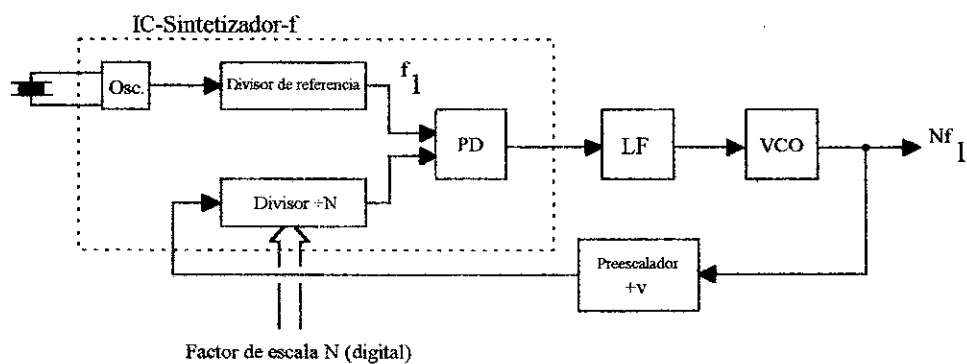 IC-Sintetizador-f
Osc.
Divisor de referencia
f1
PD
LF
VCO
Nf1
Divisor ÷N
Preescalador
+v
Factor de escala N (digital)